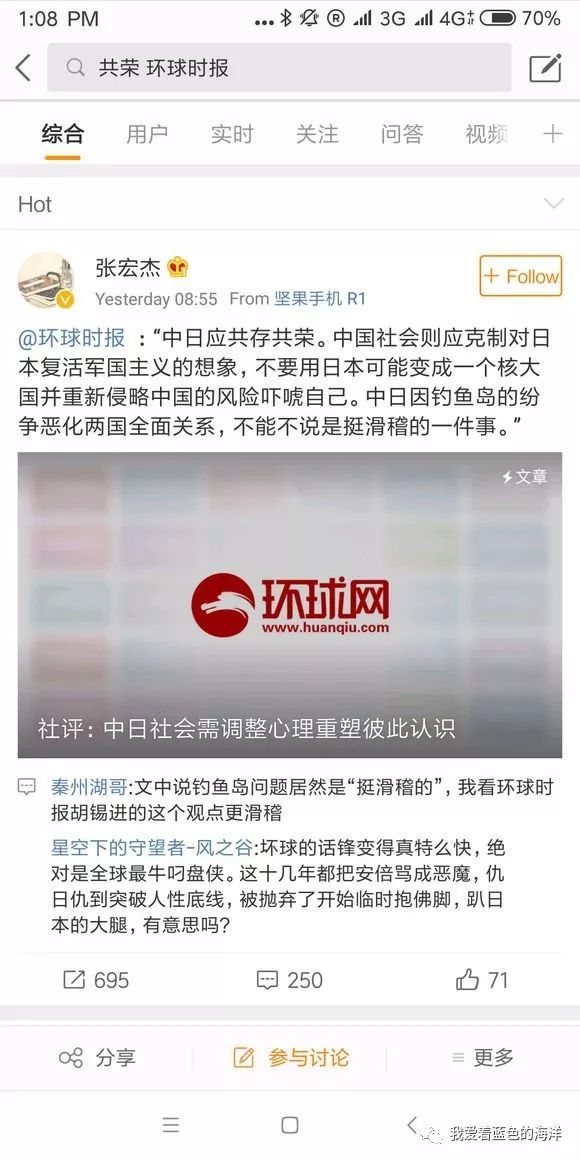 1:08 PM
3G
4G+
70%
共荣 环球时报
综合
用户
实时
关注
问答
视频
Hot
张宏杰
+ Follow
Yesterday 08:55 From 坚果手机 R1
@环球时报 ：“中日应共存共荣。中国社会则应克制对日
本复活军国主义的想象，不要用日本可能变成一个核大
国并重新侵略中国的风险吓唬自己。中日因钓鱼岛的纷
争恶化两国全面关系，不能不说是挺滑稽的一件事。”
文章
环球网
www.huanqiu.com
社评：中日社会需调整心理重塑彼此认识
秦州湖哥:文中说钓鱼岛问题居然是“挺滑稽的”，我看环球时
报胡锡进的这个观点更滑稽
星空下的守望者-风之谷:坏球的话锋变得真特么快，绝
对是全球最牛叼盘侠。这十几年都把安倍骂成恶魔，仇
日仇到突破人性底线，被抛弃了开始临时抱佛脚，趴日
本的大腿，有意思吗？
695
250
71
分享
参与讨论
更多
我爱着蓝色的海洋